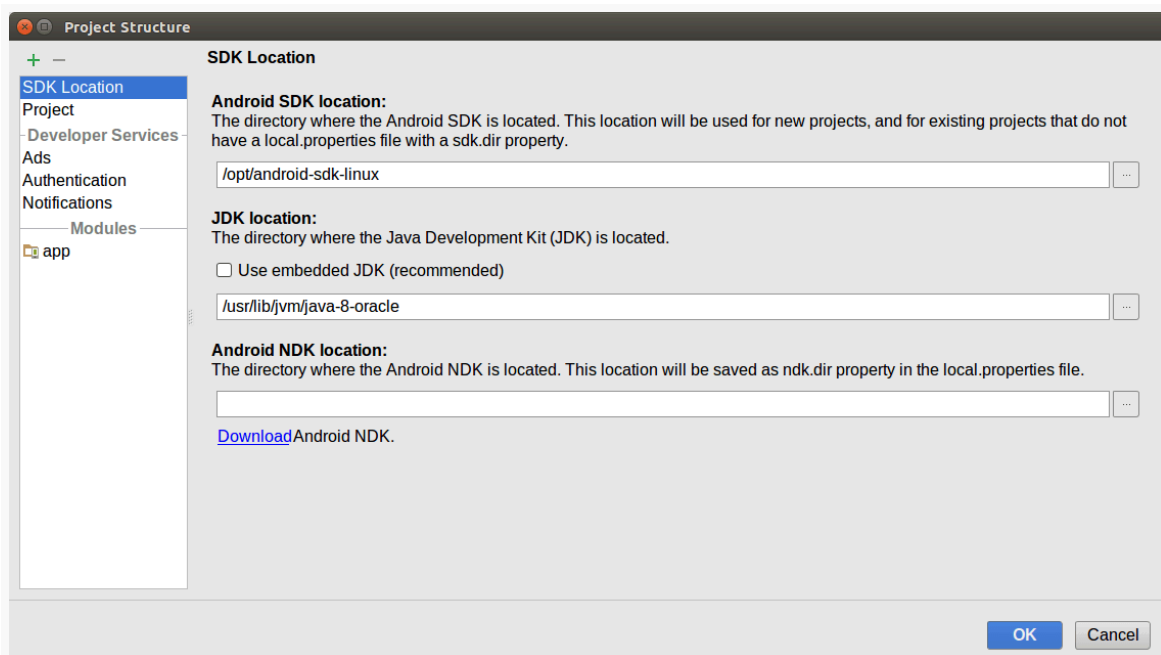 Project Structure
SDK Location
Project
Developer Services
Ads
Authentication
Notifications
Modules
app
SDK Location
Android SDK location:
The directory where the Android SDK is located. This location will be used for new projects, and for existing projects that do not
have a local.properties file with a sdk.dir property.
/opt/android-sdk-linux
...
JDK location:
The directory where the Java Development Kit (JDK) is located.
Use embedded JDK (recommended)
/usr/lib/jvm/java-8-oracle
...
Android NDK location:
The directory where the Android NDK is located. This location will be saved as ndk.dir property in the local.properties file.
...
Download Android NDK.
OK Cancel